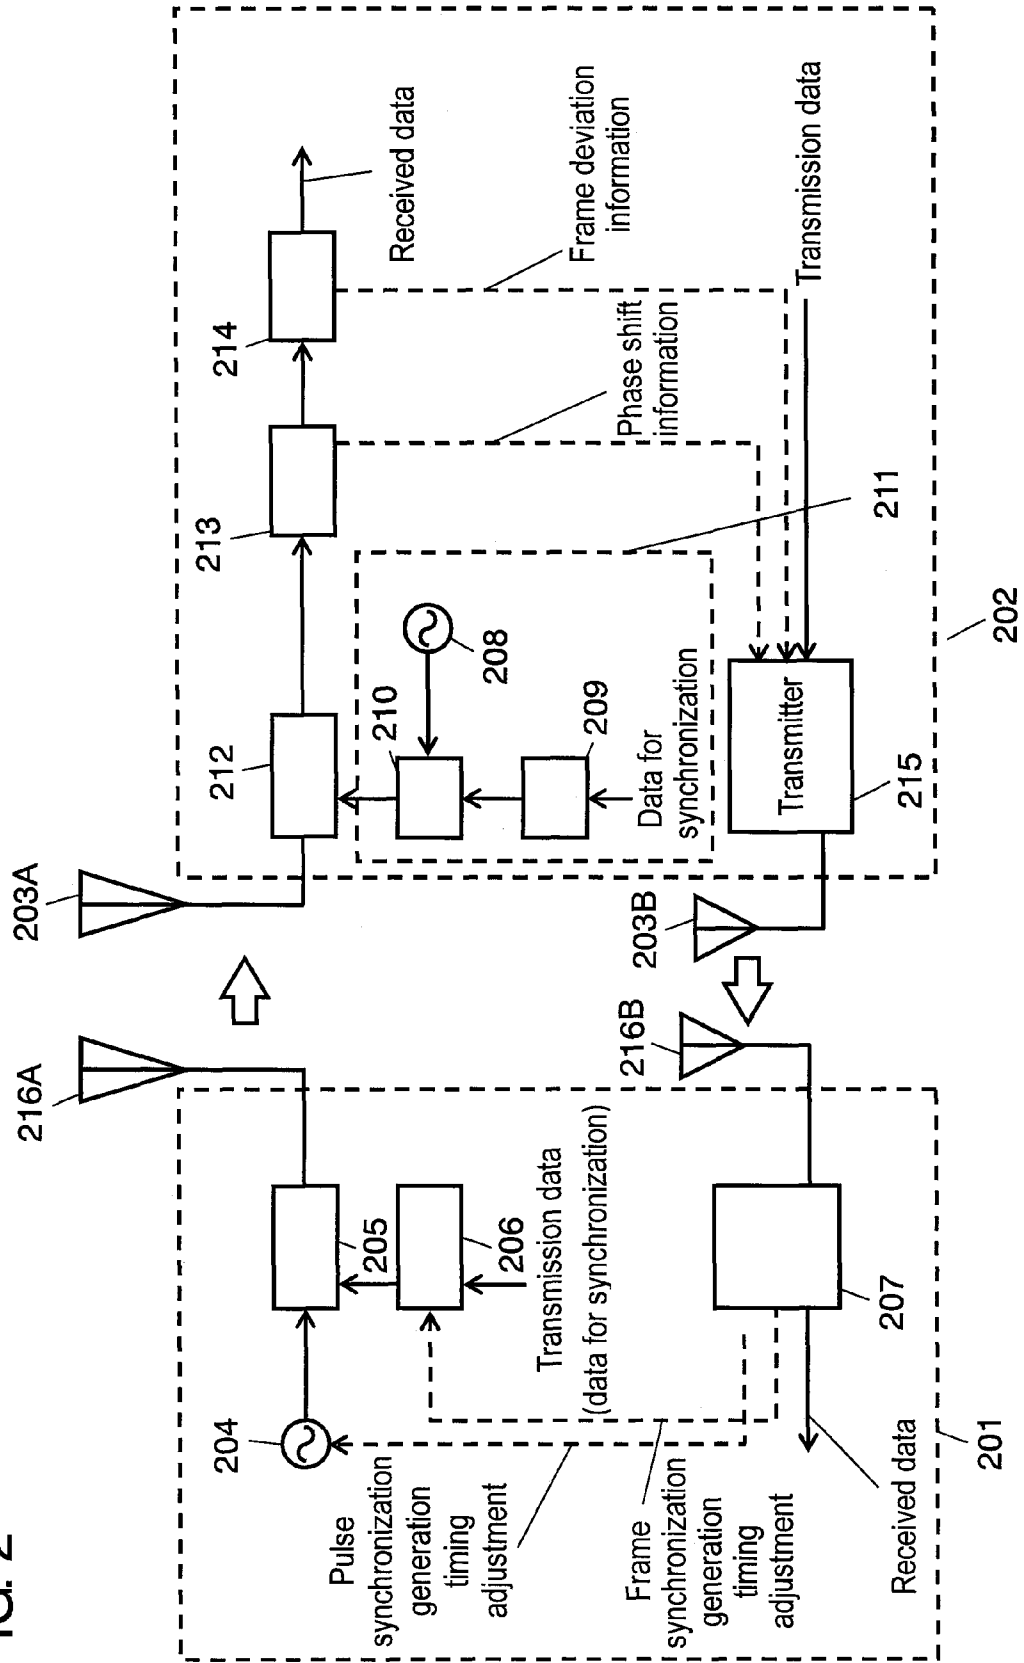 216A
203A
204
205
206
Transmission data
(data for synchronization)
Pulse
synchronization
generation
timing
adjustment
Frame
synchronization
generation
timing
adjustment
216B
207
Received data
201
212
213
214
Received data
210
208
209
Data for
synchronization
211
Phase shift
information
Frame deviation
information
203B
Transmitter
215
Transmission data
202